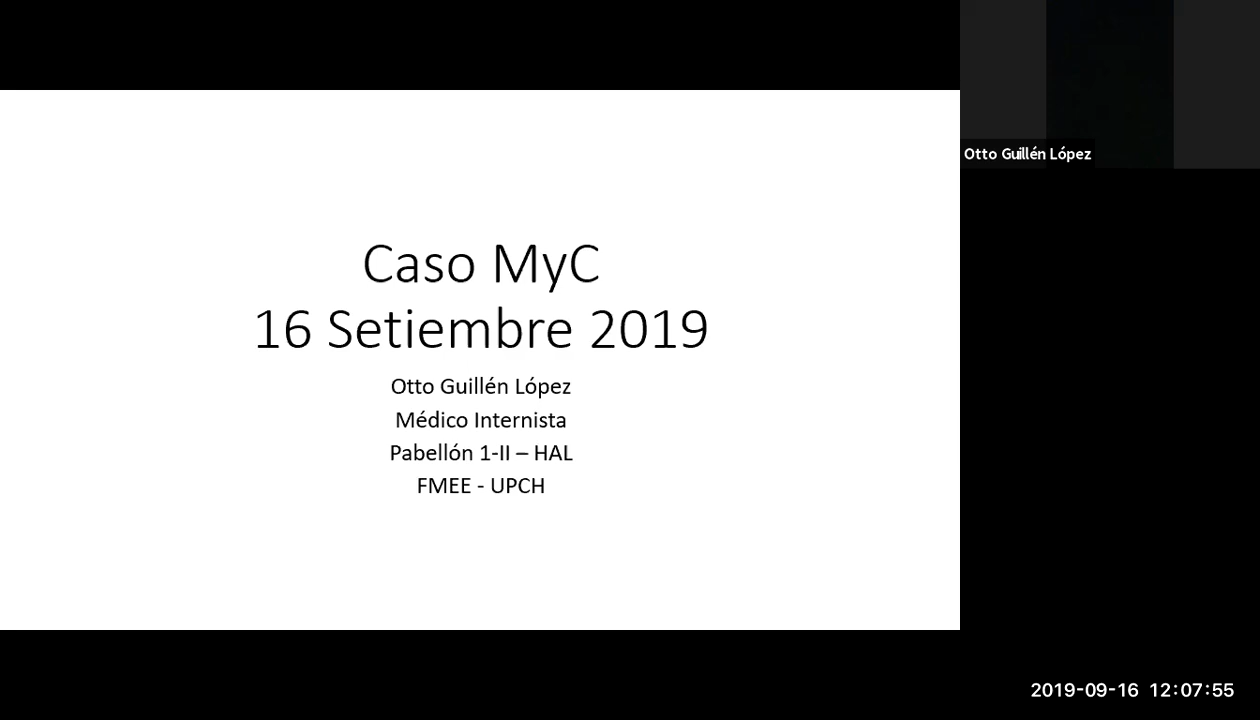 Caso MyC
16 Setiembre 2019
Otto Guillén López
Médico Internista
Pabellón 1-II – HAL
FMEE - UPCH
Otto Guillén López
2019-09-16 12:07:55